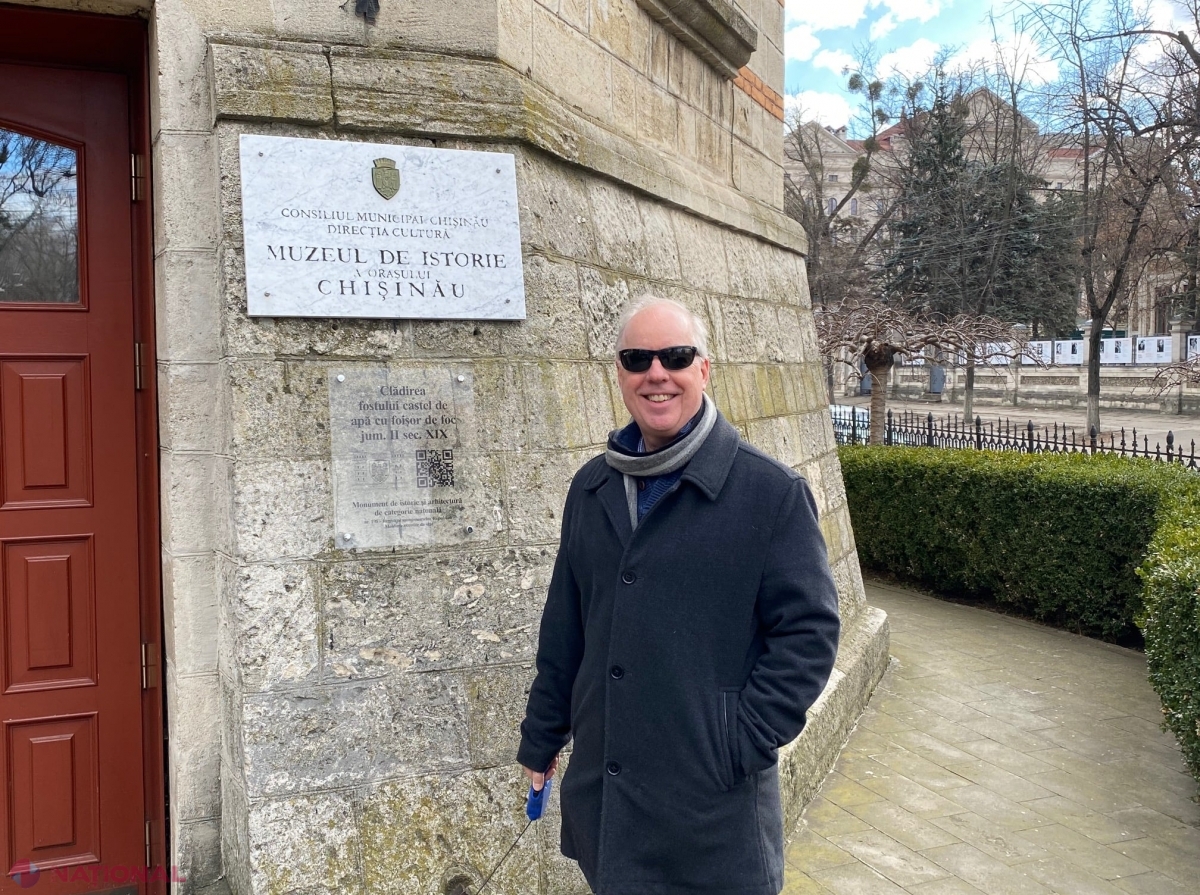 CONSILIUL MUNICIPAL CHIȘINĂU
DIRECȚIA CULTURĂ
MUZEUL DE ISTORIE
A ORAȘULUI
CHIȘINĂU
Clădirea
fostului castel de
apă cu foișor de foc
jum. II sec. XIX
Monument de istorie și arhitectură
de categorie națională
NATIONAL